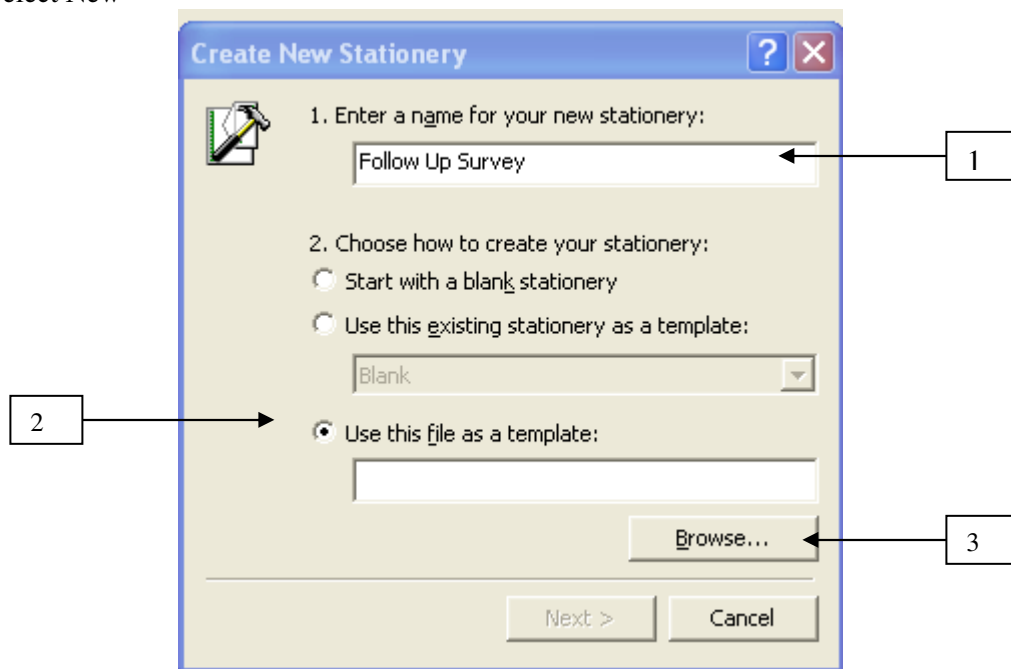 elect New
Create New Stationery
1. Enter a name for your new stationery:
Follow Up Survey
1
2. Choose how to create your stationery:
Start with a blank stationery
Use this existing stationery as a template:
Blank
2
Use this file as a template:
Browse...
3
Next >
Cancel